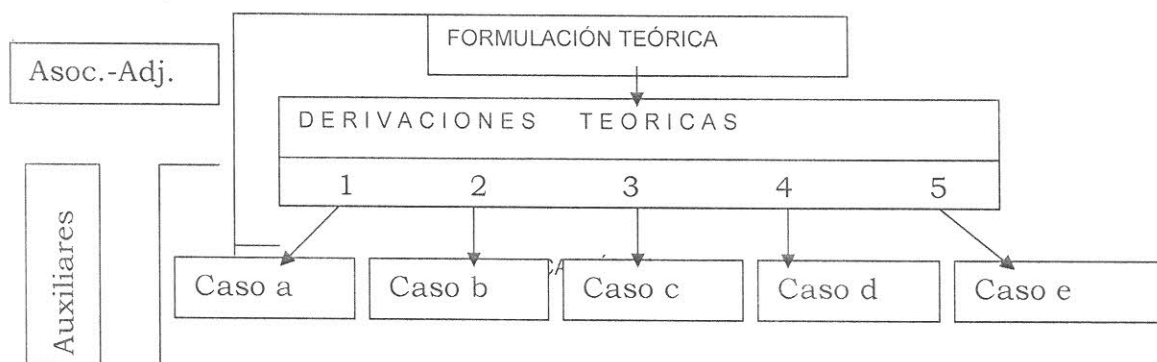 FORMULACIÓN TEÓRICA
Asoc.-Adj.
DERIVACIONES TEORICAS
1 2 3 4 5
Auxiliares
Caso a Caso b Caso c Caso d Caso e